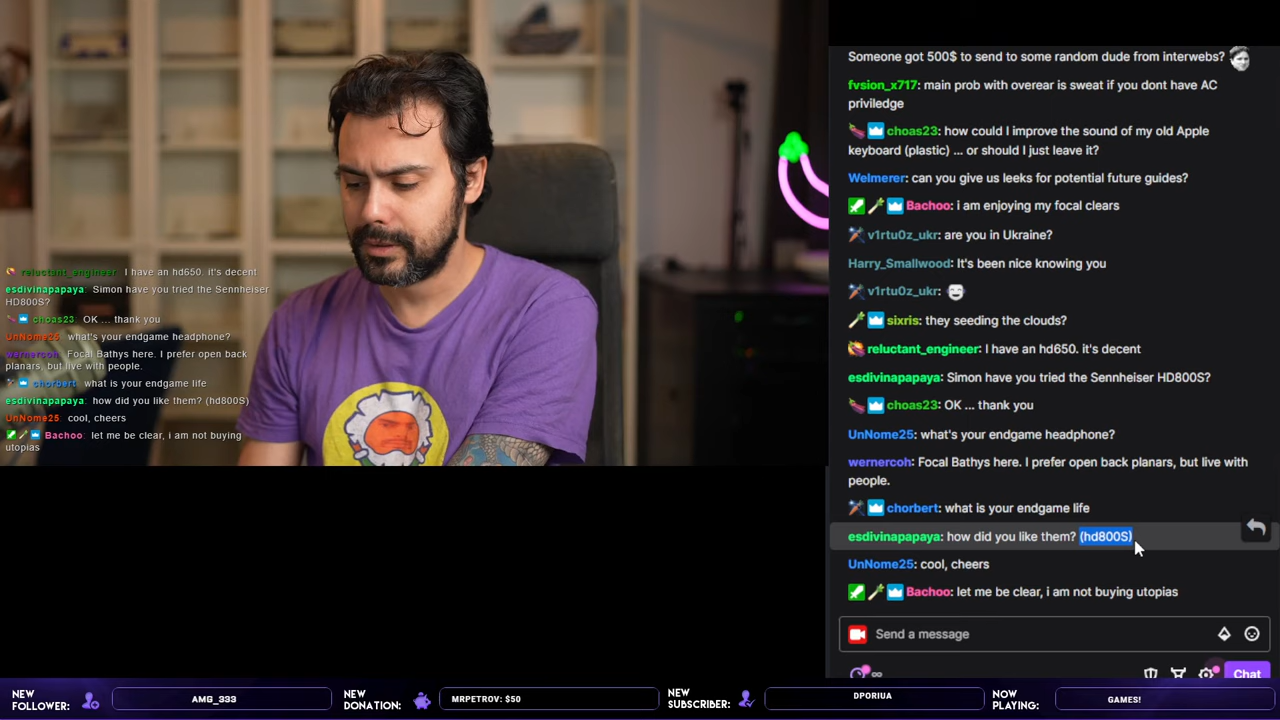 reluctant_engineer I have an hd650. it's decent
esdivinapapaya: Simon have you tried the Sennheiser
HD800S?
choas23: OK ... thank you
UnNome25: what's your endgame headphone?
wernercoh: Focal Bathys here. I prefer open back
planars, but live with people.
chorbert: what is your endgame life
esdivinapapaya: how did you like them? (hd800S)
UnNome25: cool, cheers
Bachoo: let me be clear, i am not buying
utopias
Someone got 500$ to send to some random dude from interwebs?
fvsion_x717: main prob with overear is sweat if you dont have AC
priviledge
choas23: how could I improve the sound of my old Apple
keyboard (plastic) ... or should I just leave it?
Welmerer: can you give us leeks for potential future guides?
Bachoo: i am enjoying my focal clears
v1rtu0z_ukr: are you in Ukraine?
Harry_Smallwood: It's been nice knowing you
v1rtu0z_ukr:
sixris: they seeding the clouds?
reluctant_engineer: I have an hd650. it's decent
esdivinapapaya: Simon have you tried the Sennheiser HD800S?
choas23: OK ... thank you
UnNome25: what's your endgame headphone?
wernercoh: Focal Bathys here. I prefer open back planars, but live with
people.
chorbert: what is your endgame life
esdivinapapaya: how did you like them? (hd800S)
UnNome25: cool, cheers
Bachoo: let me be clear, i am not buying utopias
Send a message
Chat
NEW
FOLLOWER:
AMG_333
NEW
DONATION:
MRPETROV: $50
NEW
SUBSCRIBER:
DPORIUA
NOW
PLAYING:
GAMES!